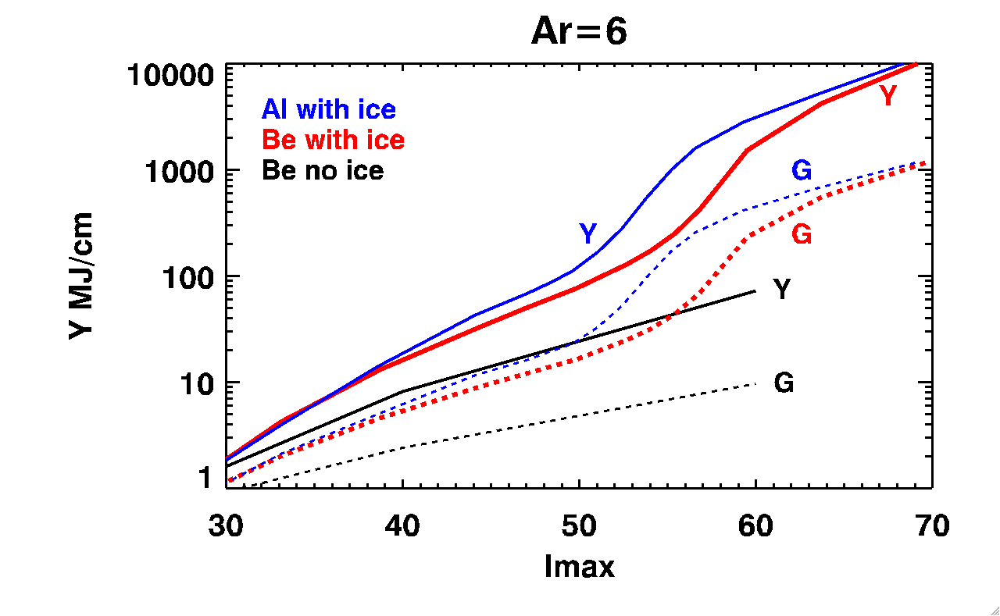 Ar=6
10000
Al with ice
Be with ice
Be no ice
Y
1000
G
Y
G
Y MJ/cm
100
Y
10
G
1
30 40 50 60 70
Imax